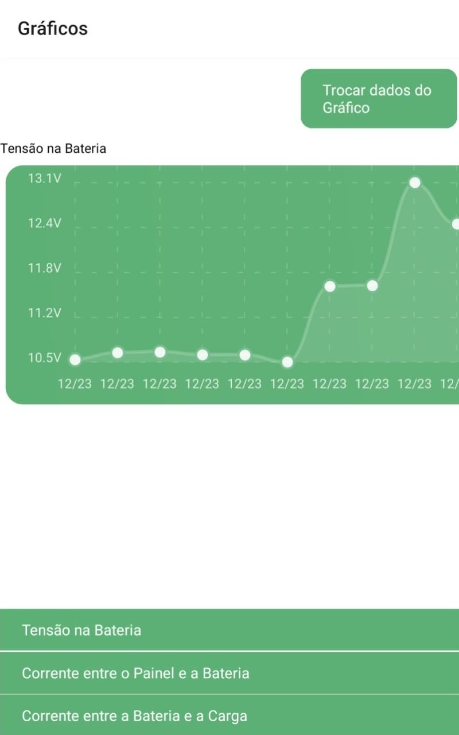 Gráficos
Trocar dados do
Gráfico
Tensão na Bateria
13.1V
12.4V
11.8V
11.2V
10.5V
12/23 12/23 12/23 12/23 12/23 12/23 12/23 12/23 12/23 12/
Tensão na Bateria
Corrente entre o Painel e a Bateria
Corrente entre a Bateria e a Carga